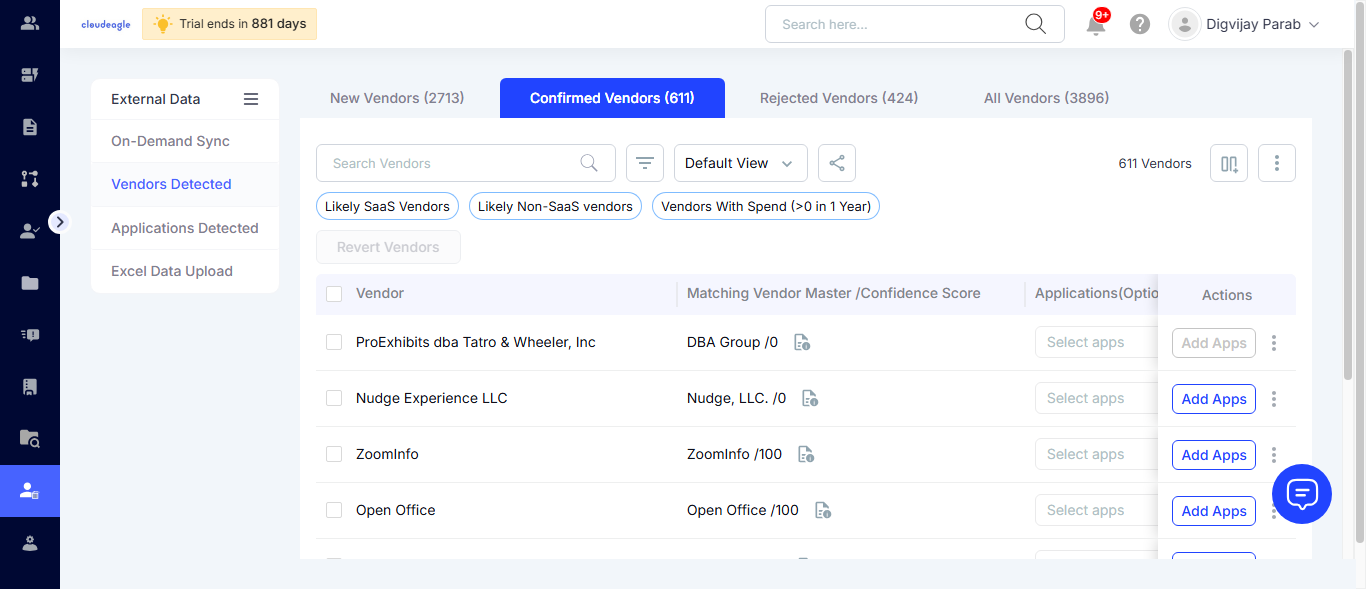 cloudeagle
Trial ends in 881 days
Search here...
9+
?
Digvijay Parab
External Data
On-Demand Sync
Vendors Detected
Applications Detected
Excel Data Upload
New Vendors (2713)
Confirmed Vendors (611)
Rejected Vendors (424)
All Vendors (3896)
Search Vendors
Default View
611 Vendors
Likely SaaS Vendors
Likely Non-SaaS vendors
Vendors With Spend (>0 in 1 Year)
Revert Vendors
Vendor
Matching Vendor Master /Confidence Score
Applications(Optio
Actions
ProExhibits dba Tatro & Wheeler, Inc
DBA Group /0
Select apps
Add Apps
Nudge Experience LLC
Nudge, LLC. /0
Select apps
Add Apps
ZoomInfo
ZoomInfo /100
Select apps
Add Apps
Open Office
Open Office /100
Select apps
Add Apps